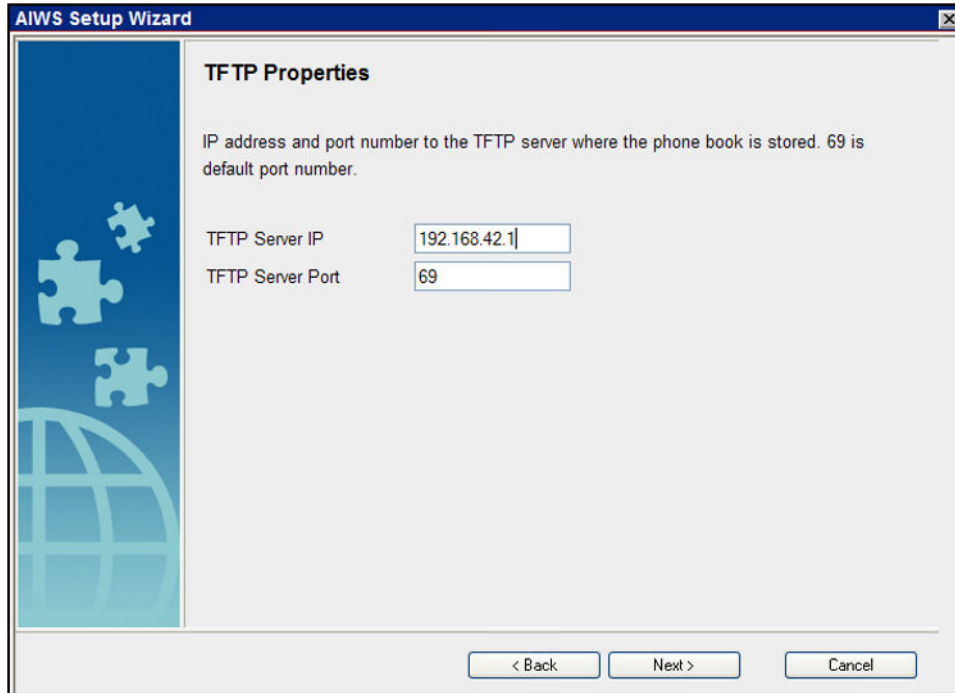 AIWS Setup Wizard
TFTP Properties
IP address and port number to the TFTP server where the phone book is stored. 69 is
default port number.
TFTP Server IP 192.168.42.1
TFTP Server Port 69
< Back Next > Cancel